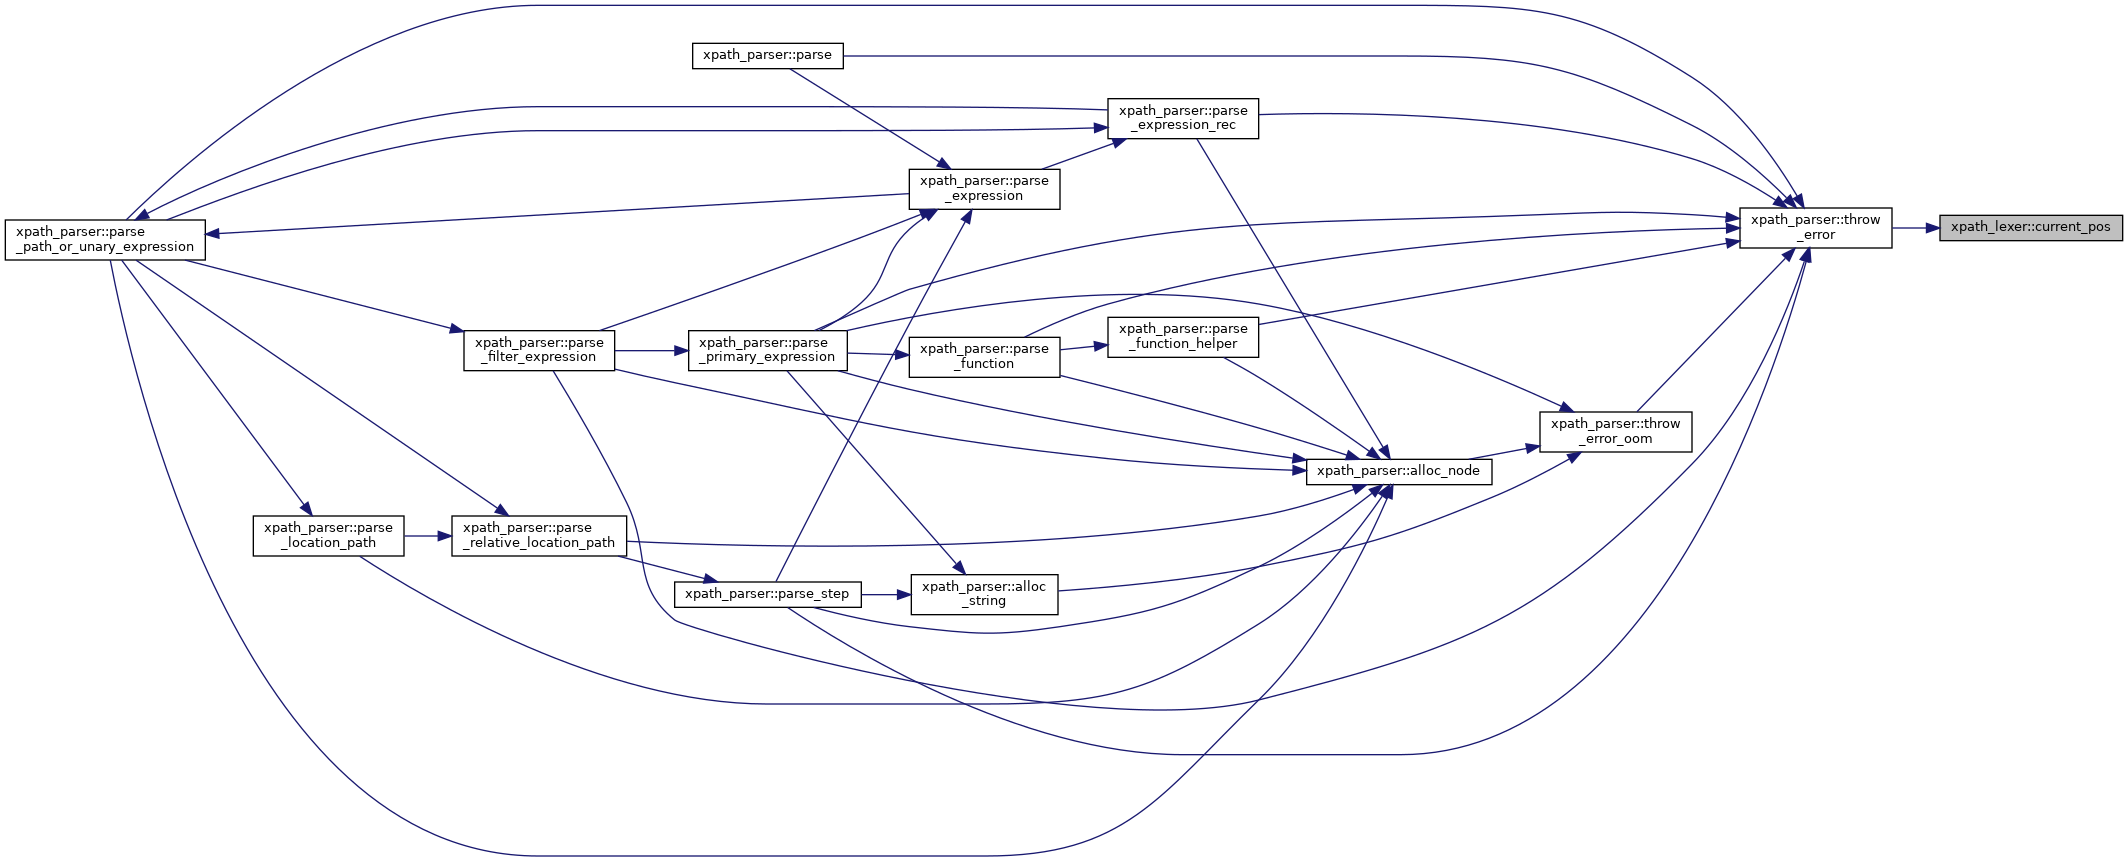 xpath_parser::parse
xpath_parser::parse
_expression_rec
xpath_parser::parse
_expression
xpath_parser::parse
_path_or_unary_expression
xpath_parser::throw
_error
xpath_lexer::current_pos
xpath_parser::parse
_filter_expression
xpath_parser::parse
_primary_expression
xpath_parser::parse
_function
xpath_parser::parse
_function_helper
xpath_parser::throw
_error_oom
xpath_parser::alloc_node
xpath_parser::parse
_location_path
xpath_parser::parse
_relative_location_path
xpath_parser::parse_step
xpath_parser::alloc
_string